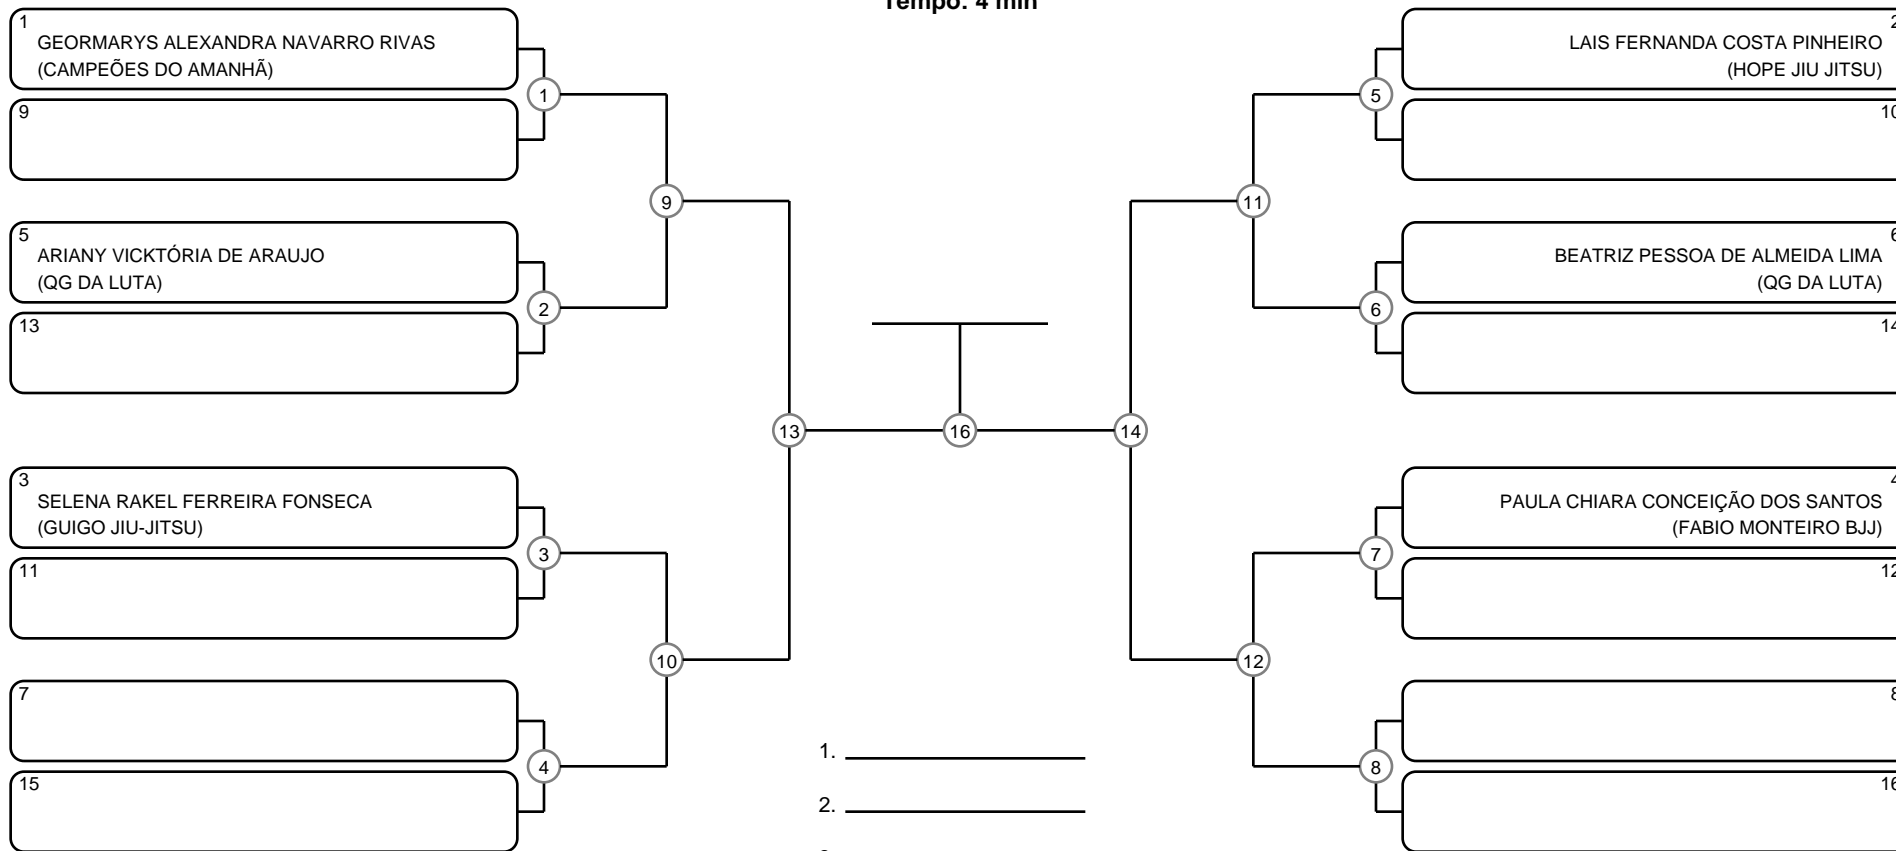 Tempo: 4 min
1
GEORMARYS ALEXANDRA NAVARRO RIVAS
(CAMPEÕES DO AMANHÃ)
9
5
ARIANY VICKTÓRIA DE ARAUJO
(QG DA LUTA)
13
3
SELENA RAKEL FERREIRA FONSECA
(GUIGO JIU-JITSU)
11
7
15
1
2
3
4
9
10
13
16
14
11
12
5
6
7
8
1.
2.
2
LAIS FERNANDA COSTA PINHEIRO
(HOPE JIU JITSU)
10
6
BEATRIZ PESSOA DE ALMEIDA LIMA
(QG DA LUTA)
14
4
PAULA CHIARA CONCEIÇÃO DOS SANTOS
(FABIO MONTEIRO BJJ)
12
8
16